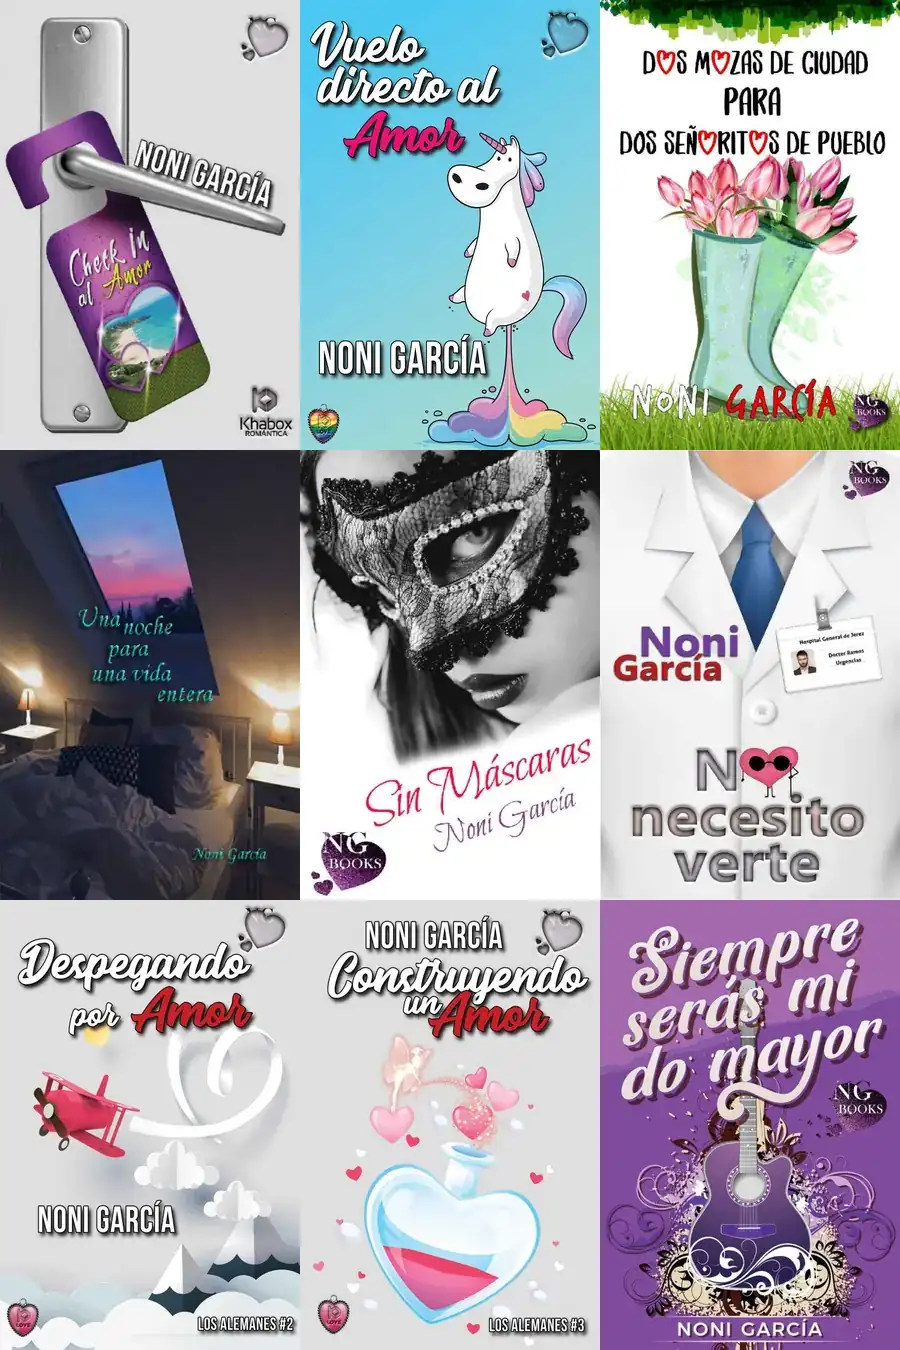 NONI GARCÍA
Check In
al Amor
Khabox
ROMÁNTICA
Vuelo
directo al
Amor
NONI GARCÍA
LOVE
DOS MOZAS DE CIUDAD
PARA
DOS SEÑORITOS DE PUEBLO
NONI GARCÍA
NG
BOOKS
Una noche
para
una vida
entera
Noni García
Sin Máscaras
Noni García
NG
BOOKS
NG
BOOKS
Hospital General de Jerez
Doctor Ramos
Urgencias
Noni
García
No
necesito
verte
Despegando
por Amor
NONI GARCÍA
LOVE
LOS ALEMANES #2
NONI GARCÍA
Construyendo
un Amor
LOVE
LOS ALEMANES #3
Siempre
serás mi
do mayor
NG
BOOKS
NONI GARCÍA